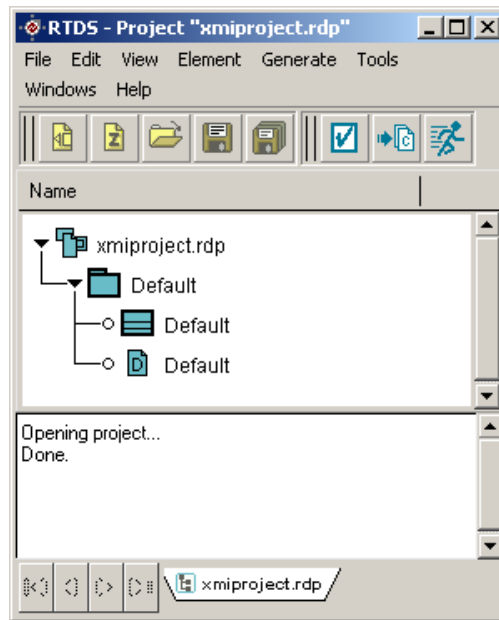 RTDS - Project "xmiproject.rdp"
File Edit View Element Generate Tools
Windows Help
Z C
Name
xmiproject.rdp
Default
Default
D Default
Opening project...
Done.
xmiproject.rdp